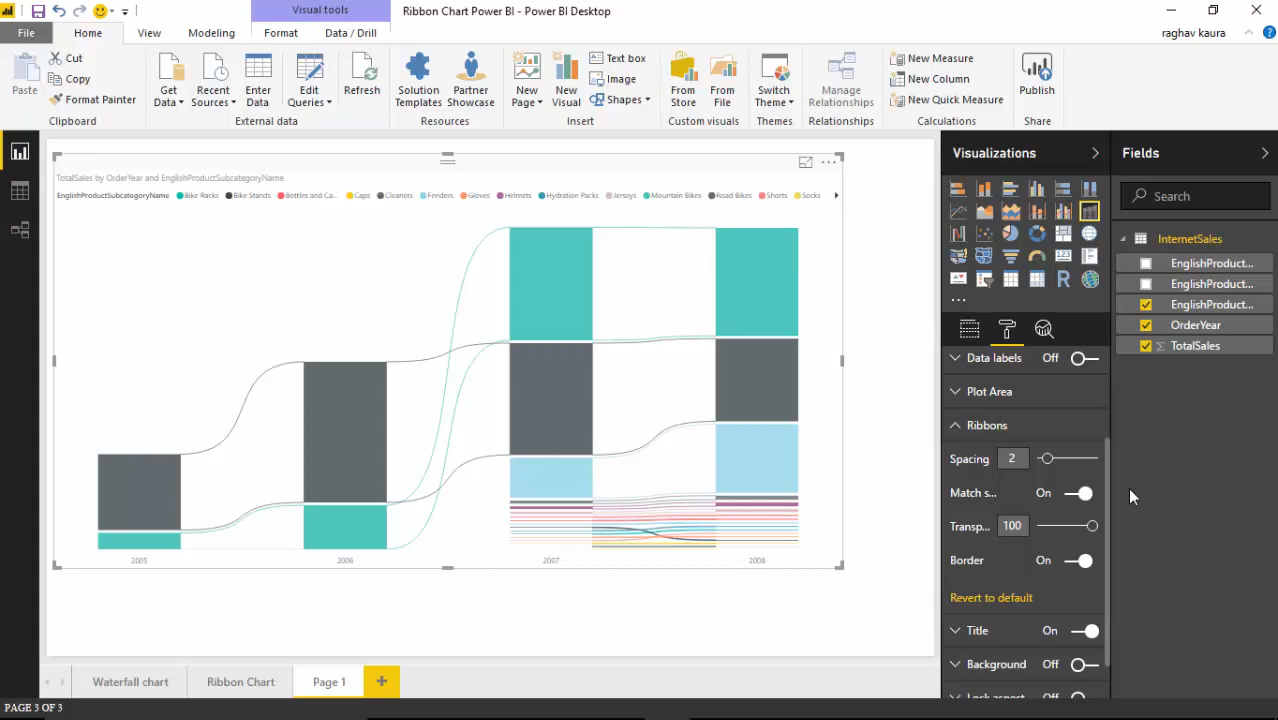 Visual tools
Ribbon Chart Power BI - Power BI Desktop
File
Home
View
Modeling
Format
Data / Drill
raghav kaura
Paste
Cut
Copy
Format Painter
Clipboard
Get Data
Recent Sources
Enter Data
Edit Queries
Refresh
External data
Solution Templates
Partner Showcase
Resources
New Page
New Visual
Text box
Image
Shapes
Insert
From Store
From File
Custom visuals
Switch Theme
Themes
Manage Relationships
Relationships
New Measure
New Column
New Quick Measure
Calculations
Publish
Share
TotalSales by OrderYear and EnglishProductSubcategoryName
EnglishProductSubcategoryName Bike Racks Bike Stands Bottles and Ca... Caps Cleaners Fenders Gloves Helmets Hydration Packs Jerseys Mountain Bikes Road Bikes Shorts Socks
2005 2006 2007 2008
Visualizations
R
Data labels Off
Plot Area
Ribbons
Spacing 2
Match s... On
Transp... 100
Border On
Revert to default
Title On
Background Off
Lock aspect Off
Fields
Search
InternetSales
EnglishProduct...
EnglishProduct...
EnglishProduct...
OrderYear
Σ TotalSales
Waterfall chart
Ribbon Chart
Page 1
PAGE 3 OF 3